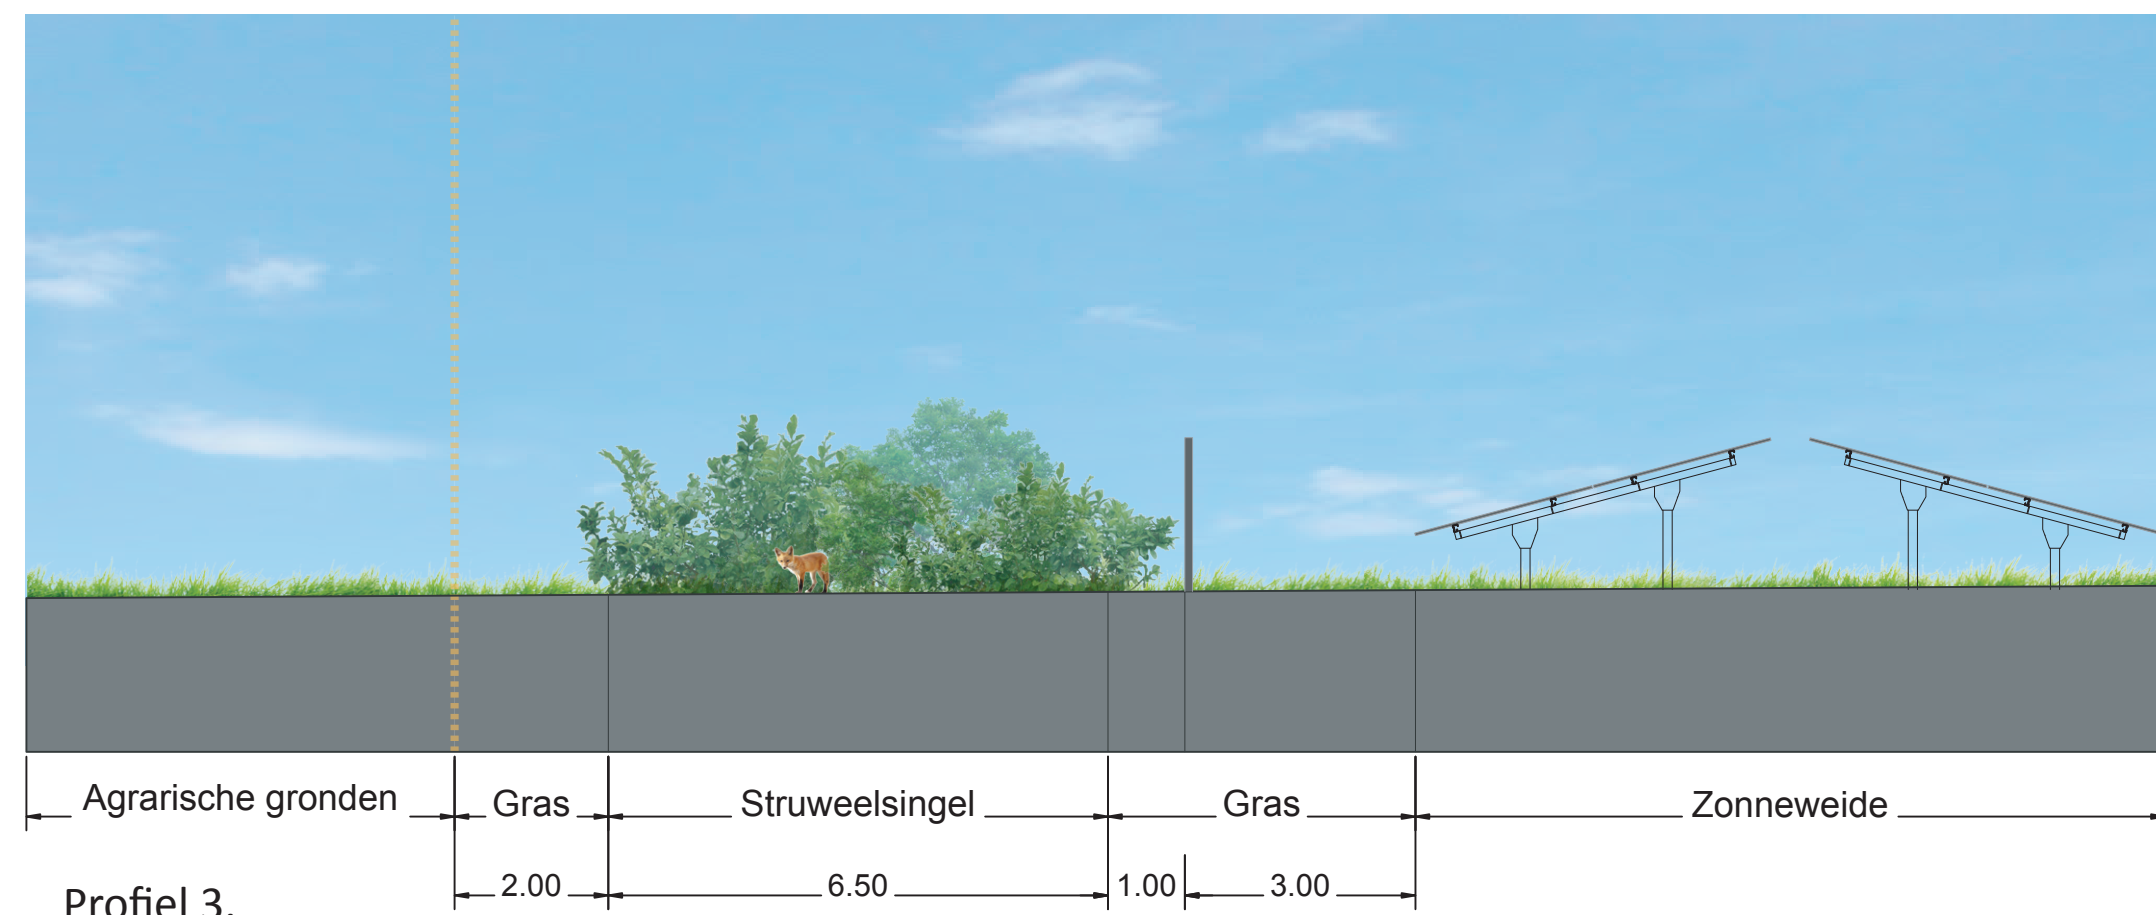 Agrarische gronden Gras Struweelsingel Gras Zonneweide
2.00 6.50 1.00 3.00
Profiel 3.